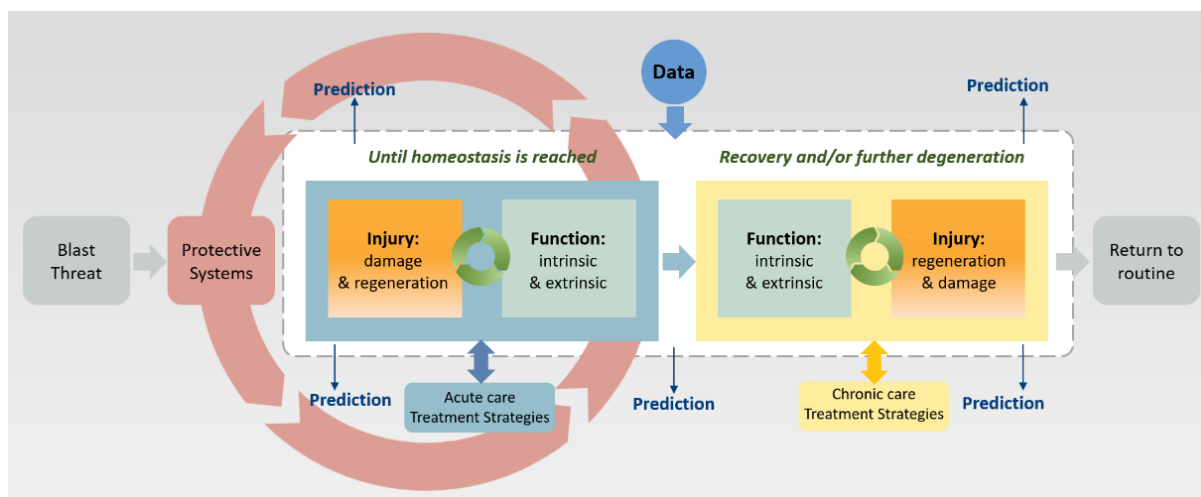 Data
Prediction
Prediction
Until homeostasis is reached
Recovery and/or further degeneration
Blast
Threat
Protective
Systems
Injury:
damage
& regeneration
Function:
intrinsic
& extrinsic
Function:
intrinsic
& extrinsic
Injury:
regeneration
& damage
Return to
routine
Prediction
Acute care
Treatment Strategies
Prediction
Chronic care
Treatment Strategies
Prediction